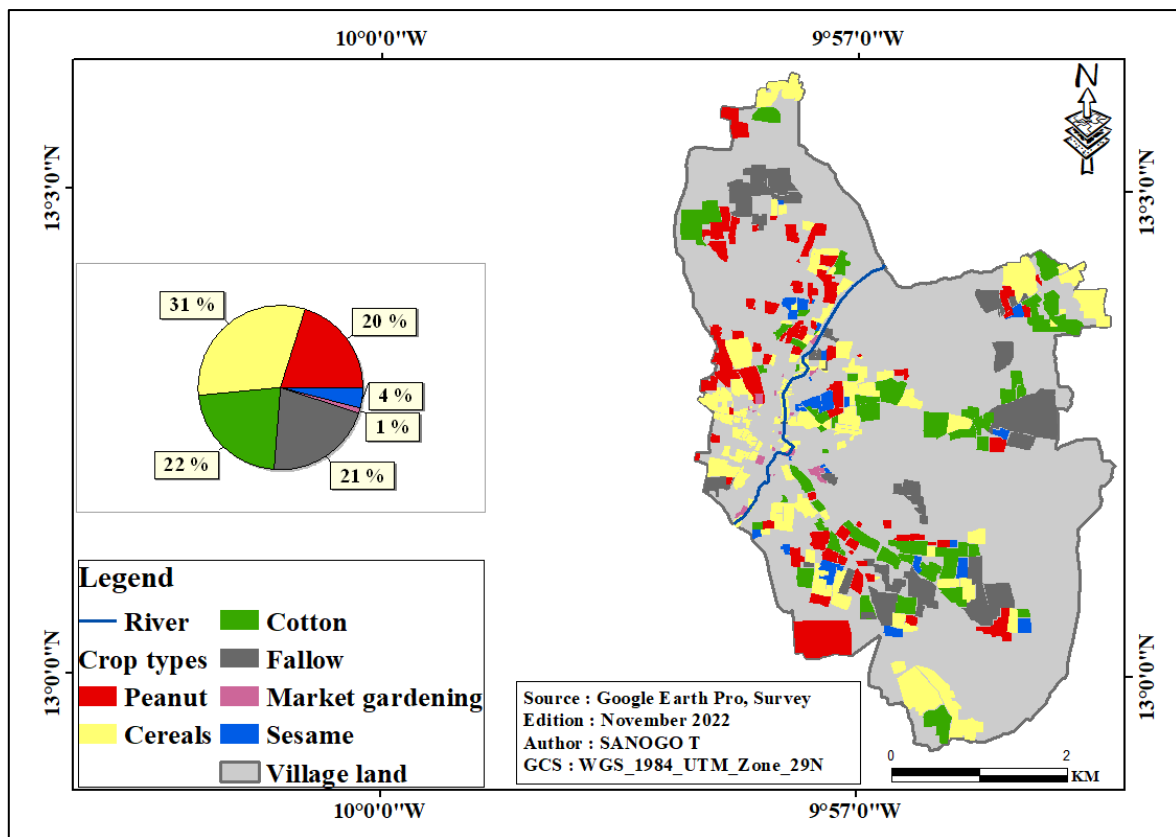 10°0'0"W
9°57'0"W
N
13°3'0"N
13°3'0"N
31 %
20 %
4 %
1 %
22 %
21 %
Legend
River
Cotton
Crop types
Fallow
Peanut
Market gardening
Cereals
Sesame
Village land
Source : Google Earth Pro, Survey
Edition : November 2022
Author : SANOGO T
GCS : WGS_1984_UTM_Zone_29N
13°0'0"N
13°0'0"N
0
2
KM
10°0'0"W
9°57'0"W